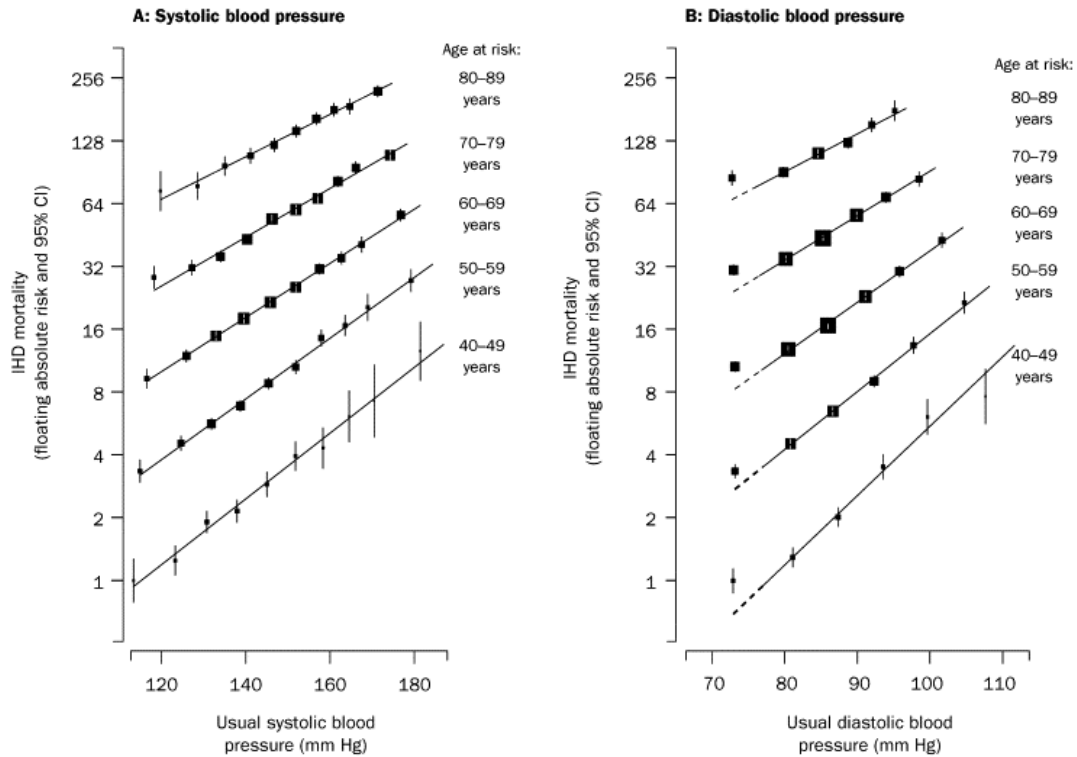 A: Systolic blood pressure
Age at risk:
80–89
years
70–79
years
60–69
years
50–59
years
40–49
years
256
128
64
32
16
8
4
2
1
IHD mortality
(floating absolute risk and 95% CI)
120
140
160
180
Usual systolic blood
pressure (mm Hg)
B: Diastolic blood pressure
Age at risk:
80–89
years
70–79
years
60–69
years
50–59
years
40–49
years
256
128
64
32
16
8
4
2
1
IHD mortality
(floating absolute risk and 95% CI)
70
80
90
100
110
Usual diastolic blood
pressure (mm Hg)